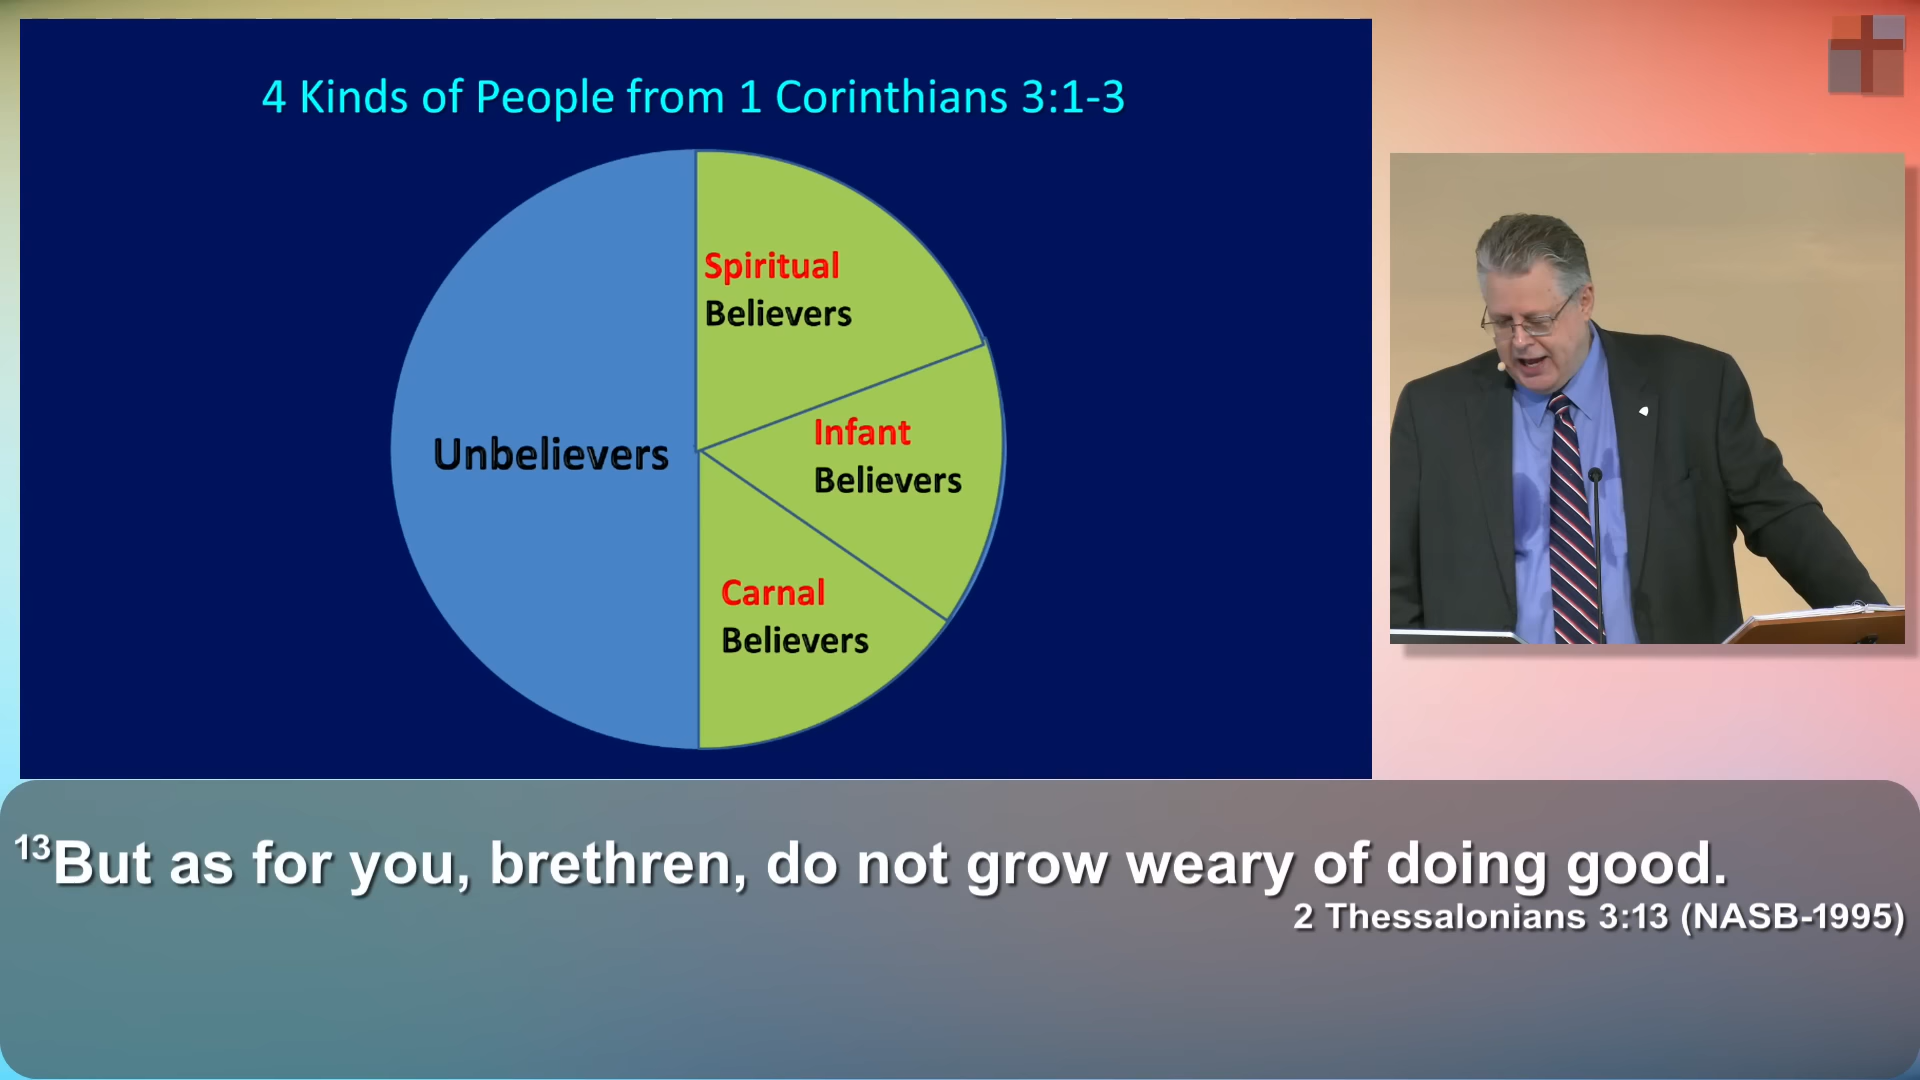 4 Kinds of People from 1 Corinthians 3:1-3
Spiritual
Believers
Unbelievers
Infant
Believers
Carnal
Believers
13But as for you, brethren, do not grow weary of doing good.
2 Thessalonians 3:13 (NASB-1995)